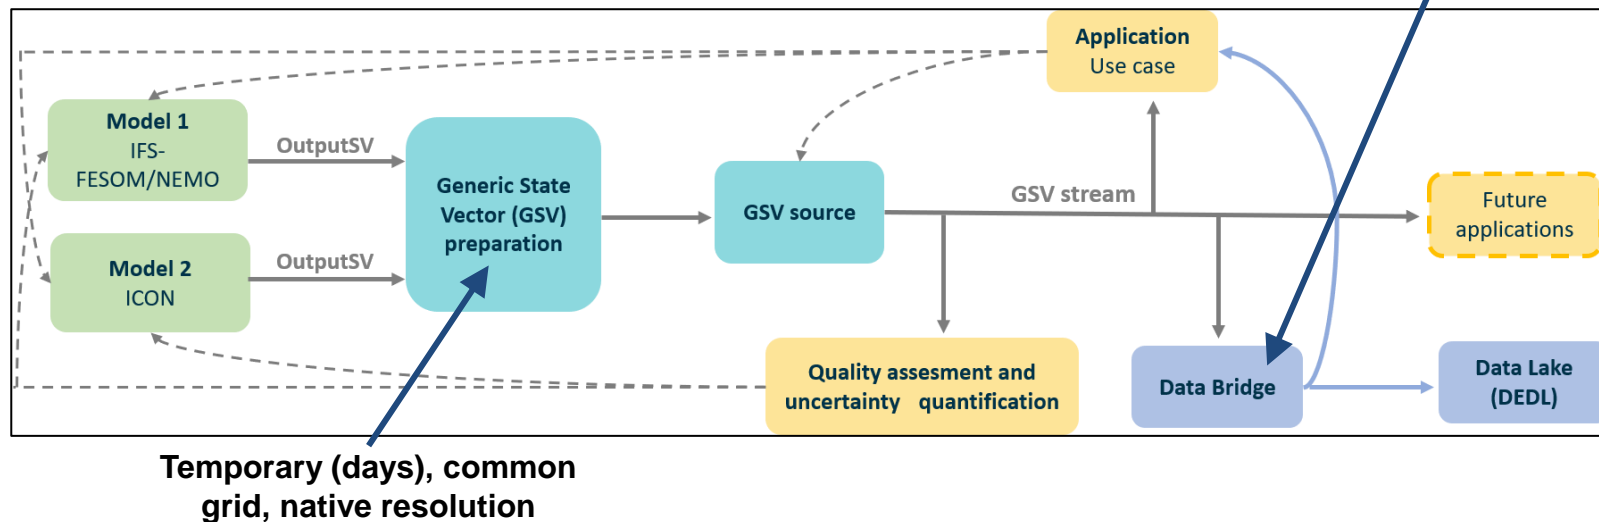 Application
Use case
Model 1
IFS-
FESOM/NEMO
OutputSV
Generic State
Vector (GSV)
preparation
GSV source
GSV stream
Future
applications
Model 2
ICON
OutputSV
Quality assesment and
uncertainty quantification
Data Bridge
Data Lake
(DEDL)
Temporary (days), common
grid, native resolution